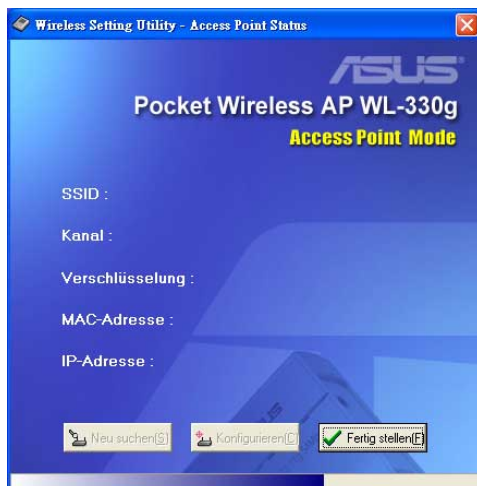 Wireless Setting Utility - Access Point Status
ASUS
Pocket Wireless AP WL-330g
Access Point Mode
SSID :
Kanal :
Verschlüsselung :
MAC-Adresse :
IP-Adresse :
ASUS
Neu suchen(S)
Konfigurieren(C)
Fertig stellen(F)